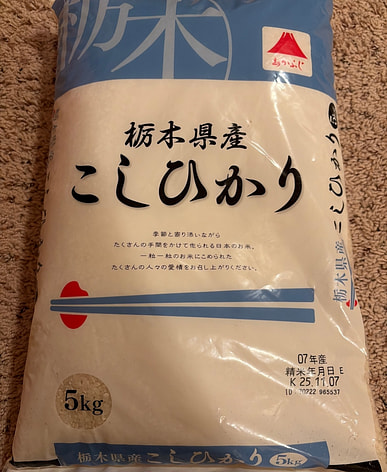 栃木
あかふじ
栃木県産
こしひかり
季節と寄り添いながら
たくさんの手間をかけて作られる日本のお米。
一粒一粒のお米にこめられた
たくさんの人々の愛情をお召し上がりください。
栃木県産
こしひかり
07年産
精米年月日 E
K 25.11.07
5kg
栃木県産 こしひかり 5kg